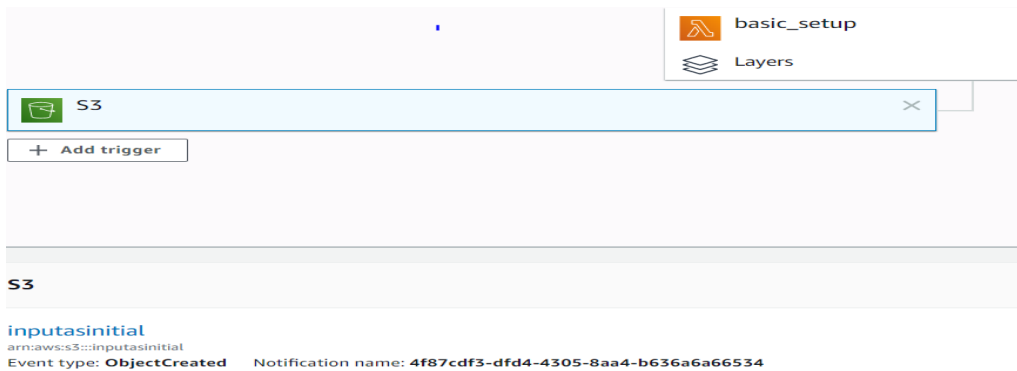 basic_setup
Layers
S3
Add trigger
S3
inputasinitial
arn:aws:s3:::inputasinitial
Event type: ObjectCreated Notification name: 4f87cdf3-dfd4-4305-8aa4-b636a6a66534